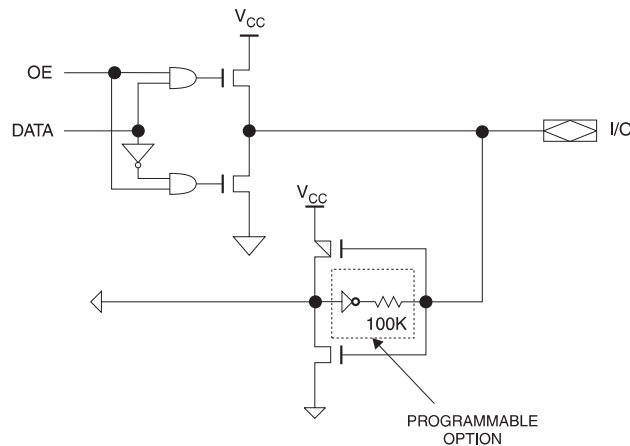 VCC
OE
DATA
I/O
VCC
100K
PROGRAMMABLE
OPTION